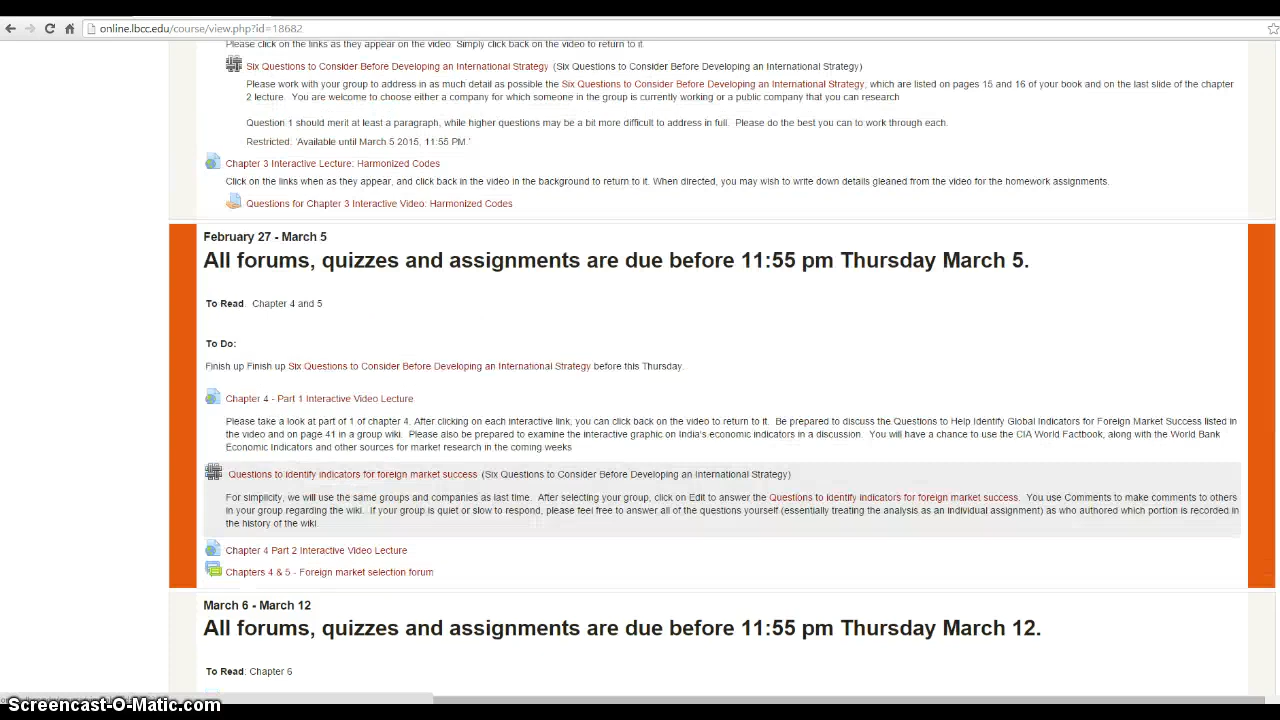 online.lbcc.edu/course/view.php?id=18682
Please click on the links as they appear on the video. Simply click back on the video to return to it.
Six Questions to Consider Before Developing an International Strategy (Six Questions to Consider Before Developing an International Strategy)
Please work with your group to address in as much detail as possible the Six Questions to Consider Before Developing an International Strategy, which are listed on pages 15 and 16 of your book and on the last slide of the chapter
2 lecture. You are welcome to choose either a company for which someone in the group is currently working or a public company that you can research
Question 1 should merit at least a paragraph, while higher questions may be a bit more difficult to address in full. Please do the best you can to work through each.
Restricted: 'Available until March 5 2015, 11:55 PM '
Chapter 3 Interactive Lecture: Harmonized Codes
Click on the links when as they appear, and click back in the video in the background to return to it. When directed, you may wish to write down details gleaned from the video for the homework assignments.
Questions for Chapter 3 Interactive Video: Harmonized Codes
February 27 - March 5
All forums, quizzes and assignments are due before 11:55 pm Thursday March 5.
To Read. Chapter 4 and 5
To Do:
Finish up Finish up Six Questions to Consider Before Developing an International Strategy before this Thursday.
Chapter 4 - Part 1 Interactive Video Lecture
Please take a look at part of 1 of chapter 4. After clicking on each interactive link, you can click back on the video to return to it. Be prepared to discuss the Questions to Help Identify Global Indicators for Foreign Market Success listed in
the video and on page 41 in a group wiki. Please also be prepared to examine the interactive graphic on India's economic indicators in a discussion. You will have a chance to use the CIA World Factbook, along with the World Bank
Economic Indicators and other sources for market research in the coming weeks
Questions to identify indicators for foreign market success (Six Questions to Consider Before Developing an International Strategy)
For simplicity, we will use the same groups and companies as last time. After selecting your group, click on Edit to answer the Questions to identify indicators for foreign market success. You use Comments to make comments to others
in your group regarding the wiki. If your group is quiet or slow to respond, please feel free to answer all of the questions yourself (essentially treating the analysis as an individual assignment) as who authored which portion is recorded in
the history of the wiki.
Chapter 4 Part 2 Interactive Video Lecture
Chapters 4 & 5 - Foreign market selection forum
March 6 - March 12
All forums, quizzes and assignments are due before 11:55 pm Thursday March 12.
To Read: Chapter 6
Screencast-O-Matic.com